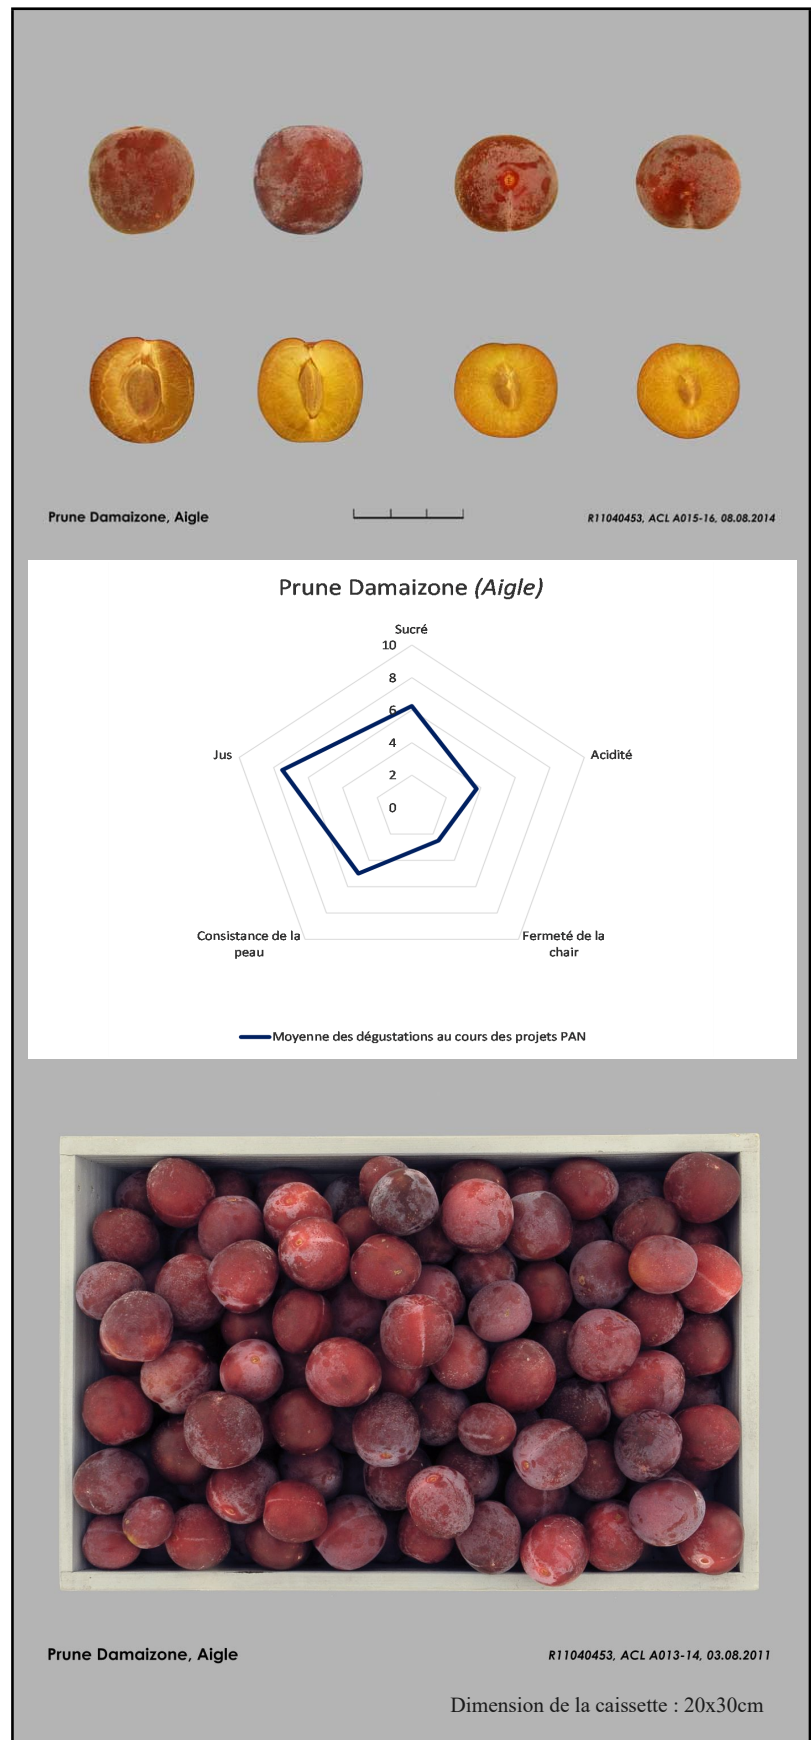 Prune Damaizone, Aigle
R11040453, ACL A015-16, 08.08.2014
Prune Damaizone (Aigle)
Sucré
10
8
6
4
2
0
Jus
Acidité
Consistance de la
peau
Fermeté de la
chair
Moyenne des dégustations au cours des projets PAN
Prune Damaizone, Aigle
R11040453, ACL A013-14, 03.08.2011
Dimension de la caissette : 20x30cm